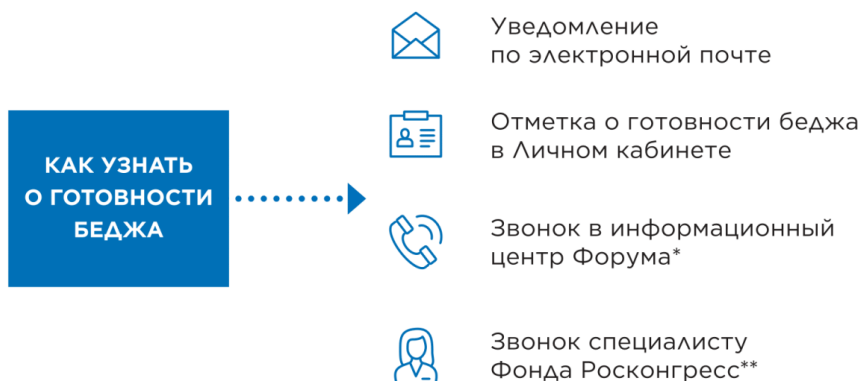 КАК УЗНАТЬ
О ГОТОВНОСТИ
БЕДЖА
Уведомление
по электронной почте
Отметка о готовности беджа
в Личном кабинете
Звонок в информационный
центр Форума*
Звонок специалисту
Фонда Росконгресс**